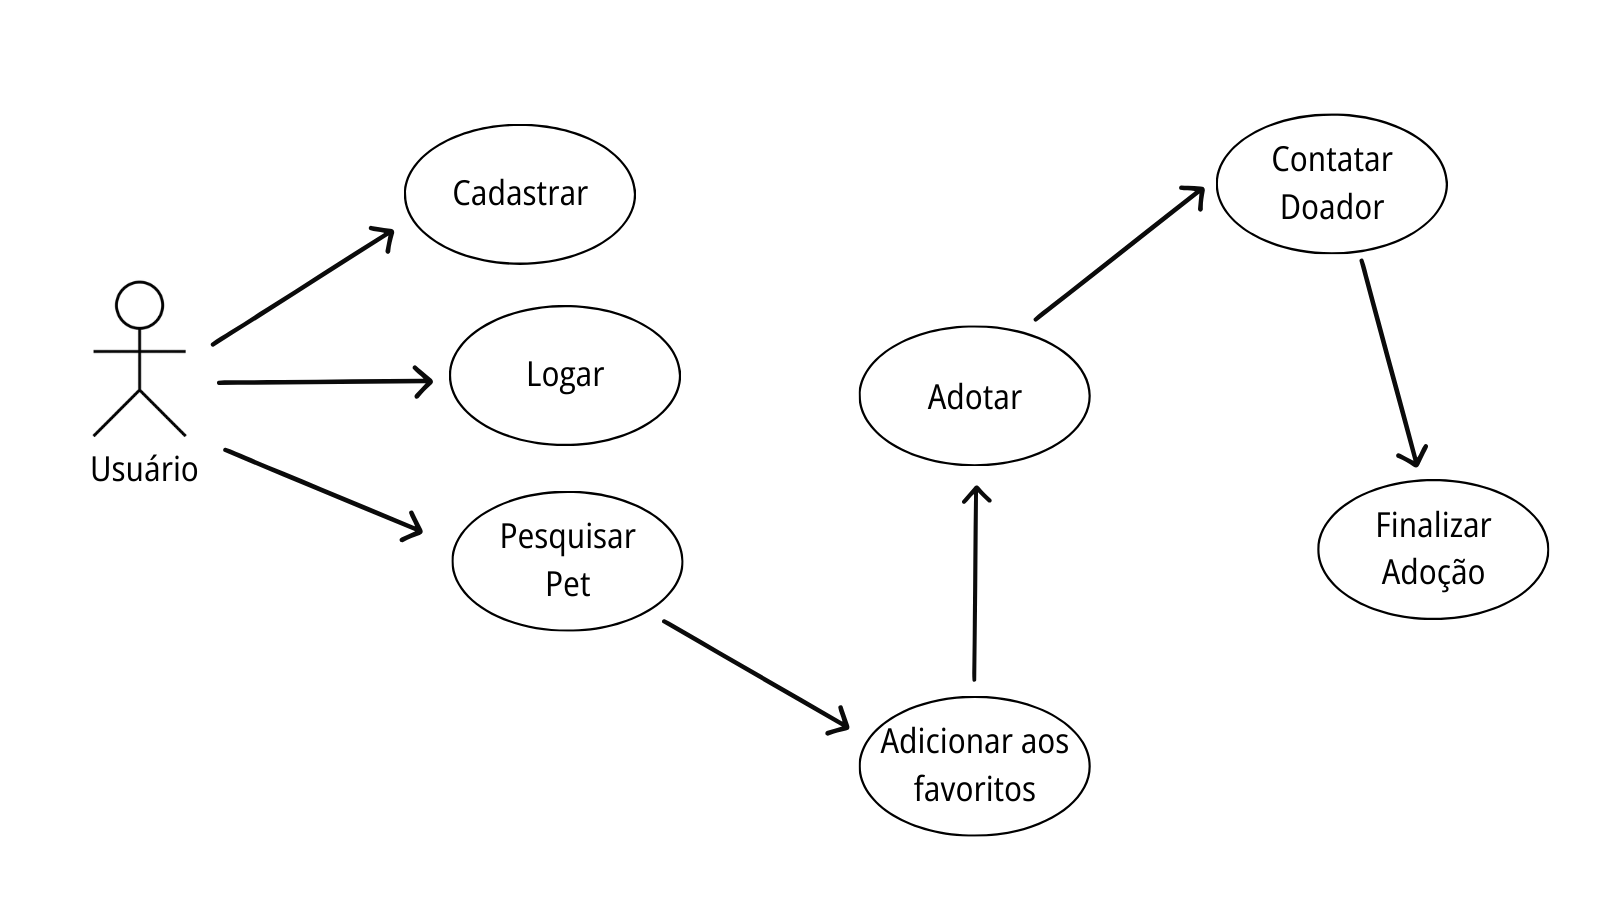 Cadastrar
Logar
Usuário
Pesquisar
Pet
Adicionar aos
favoritos
Adotar
Contatar
Doador
Finalizar
Adoção